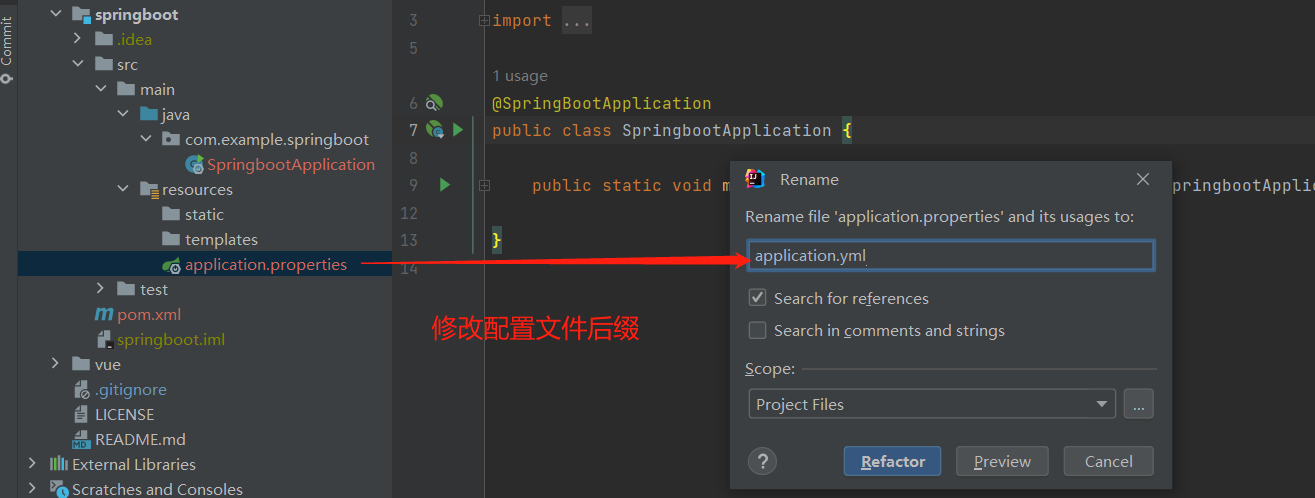 Commit
springboot
.idea
src
main
java
com.example.springboot
SpringbootApplication
resources
static
templates
application.properties
test
pom.xml
springboot.iml
vue
.gitignore
LICENSE
README.md
External Libraries
Scratches and Consoles
3 import ...
5
1 usage
6 @SpringBootApplication
7 public class SpringbootApplication {
8
9 public static void m
pringbootApplic
12
13 }
14
修改配置文件后缀
Rename
Rename file 'application.properties' and its usages to:
application.yml
Search for references
Search in comments and strings
Scope:
Project Files
...
? Refactor Preview Cancel